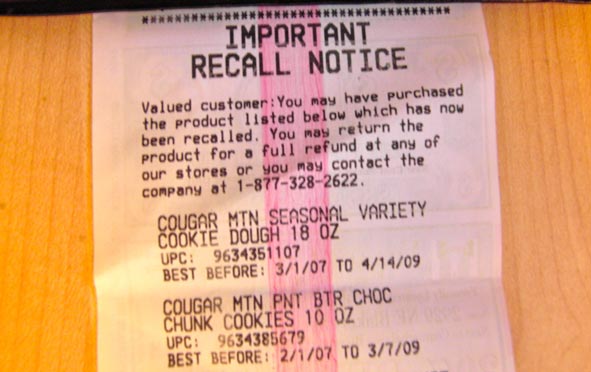 ****************************************
IMPORTANT
RECALL NOTICE
Valued customer:You may have purchased
the product listed below which has now
been recalled. You may return the
product for a full refund at any of
our stores or you may contact the
company at 1-877-328-2622.
COUGAR MTN SEASONAL VARIETY
COOKIE DOUGH 18 OZ
UPC: 9634351107
BEST BEFORE: 3/1/07 TO 4/14/09
COUGAR MTN PNT BTR CHOC
CHUNK COOKIES 10 OZ
UPC: 9634385679
BEST BEFORE: 2/1/07 TO 3/7/09